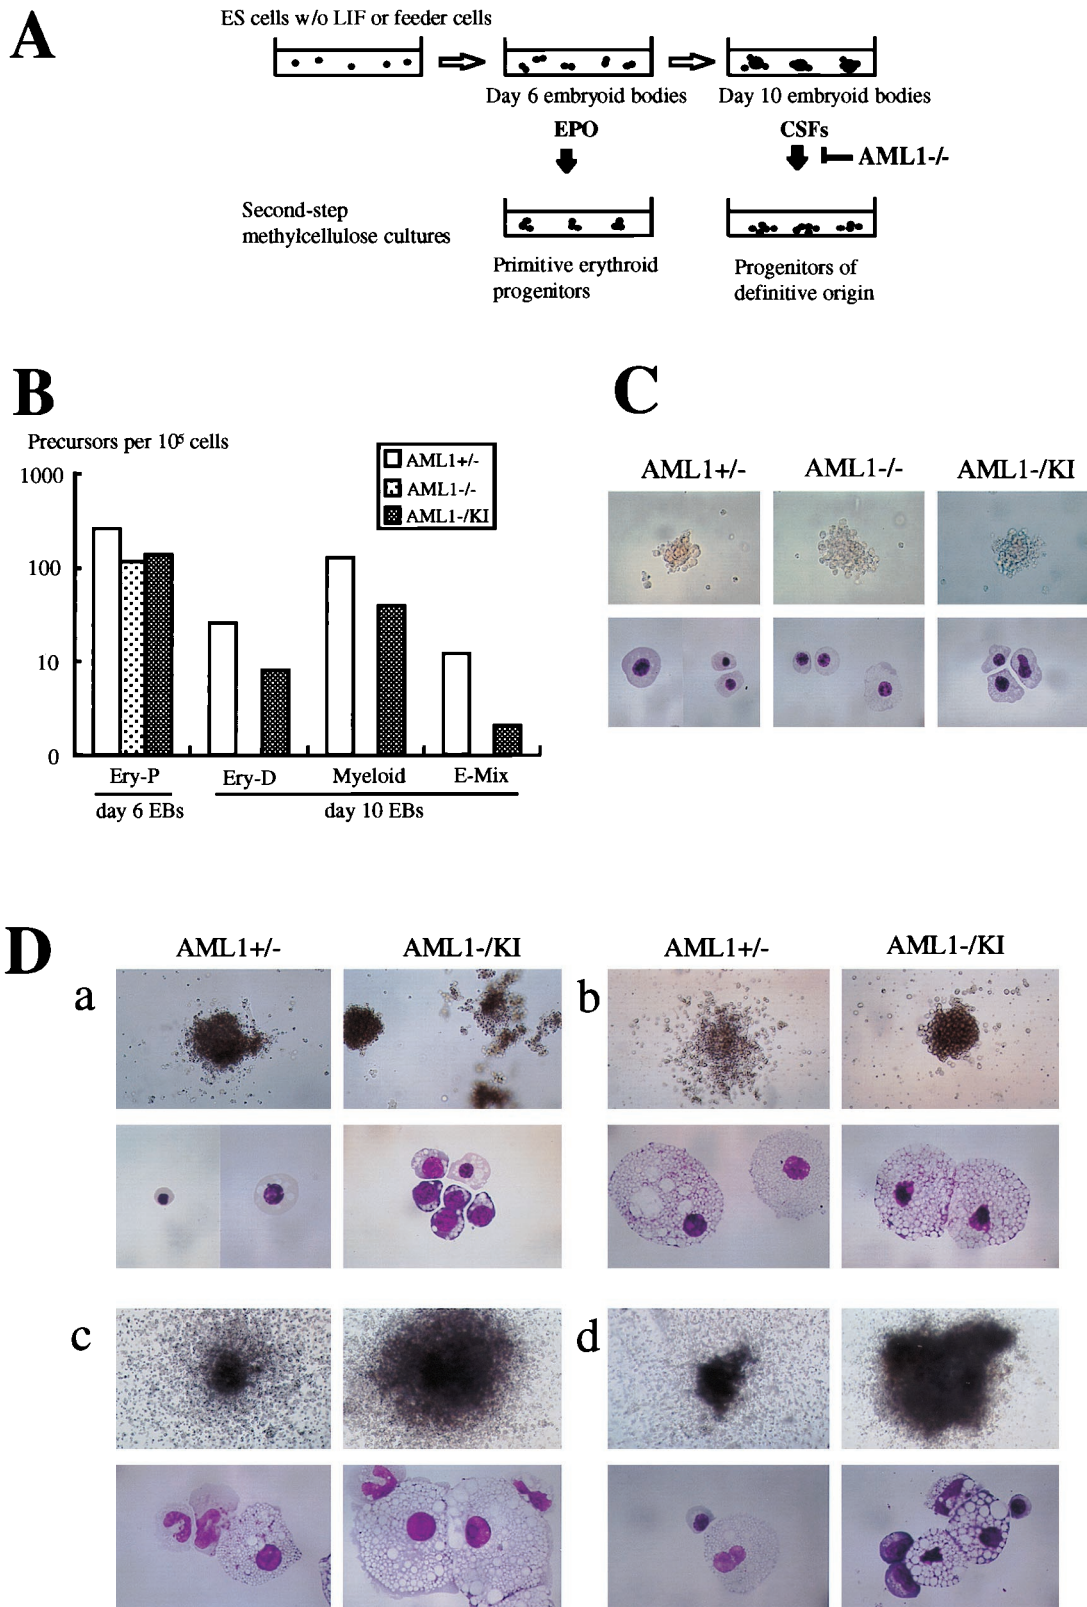 A
ES cells w/o LIF or feeder cells
Day 6 embryoid bodies
Day 10 embryoid bodies
EPO
CSFs
AML1-/-
Second-step
methylcellulose cultures
Primitive erythroid
progenitors
Progenitors of
definitive origin
B
Precursors per 10⁵ cells
1000
100
10
0
AML1+/-
AML1-/-
AML1-/KI
Ery-P
Ery-D
Myeloid
E-Mix
day 6 EBs
day 10 EBs
C
AML1+/-
AML1-/-
AML1-/KI
D
AML1+/-
AML1-/KI
AML1+/-
AML1-/KI
a
b
c
d